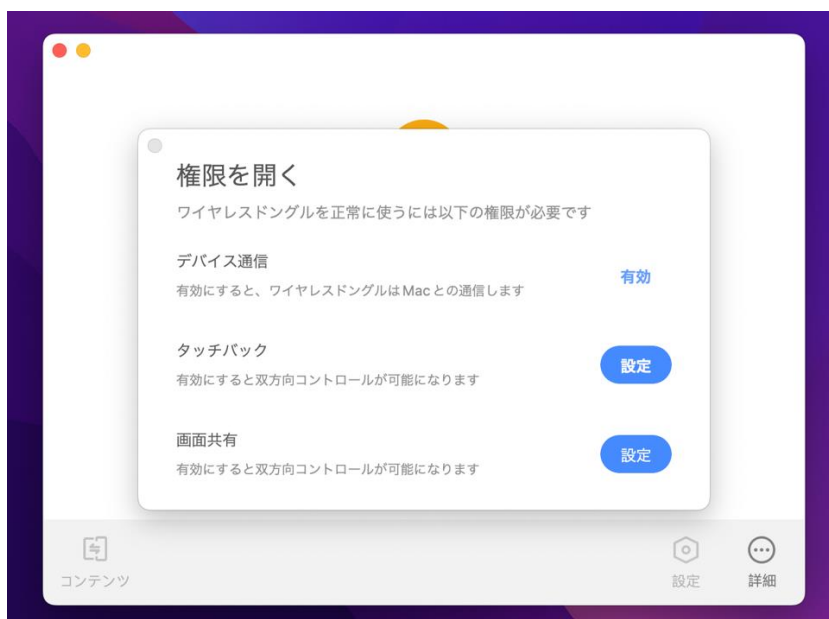 権限を開く
ワイヤレスドングルを正常に使うには以下の権限が必要です
デバイス通信
有効にすると、ワイヤレスドングルはMacとの通信します
有効
タッチバック
有効にすると双方向コントロールが可能になります
設定
画面共有
有効にすると双方向コントロールが可能になります
設定
コンテンツ
設定
詳細